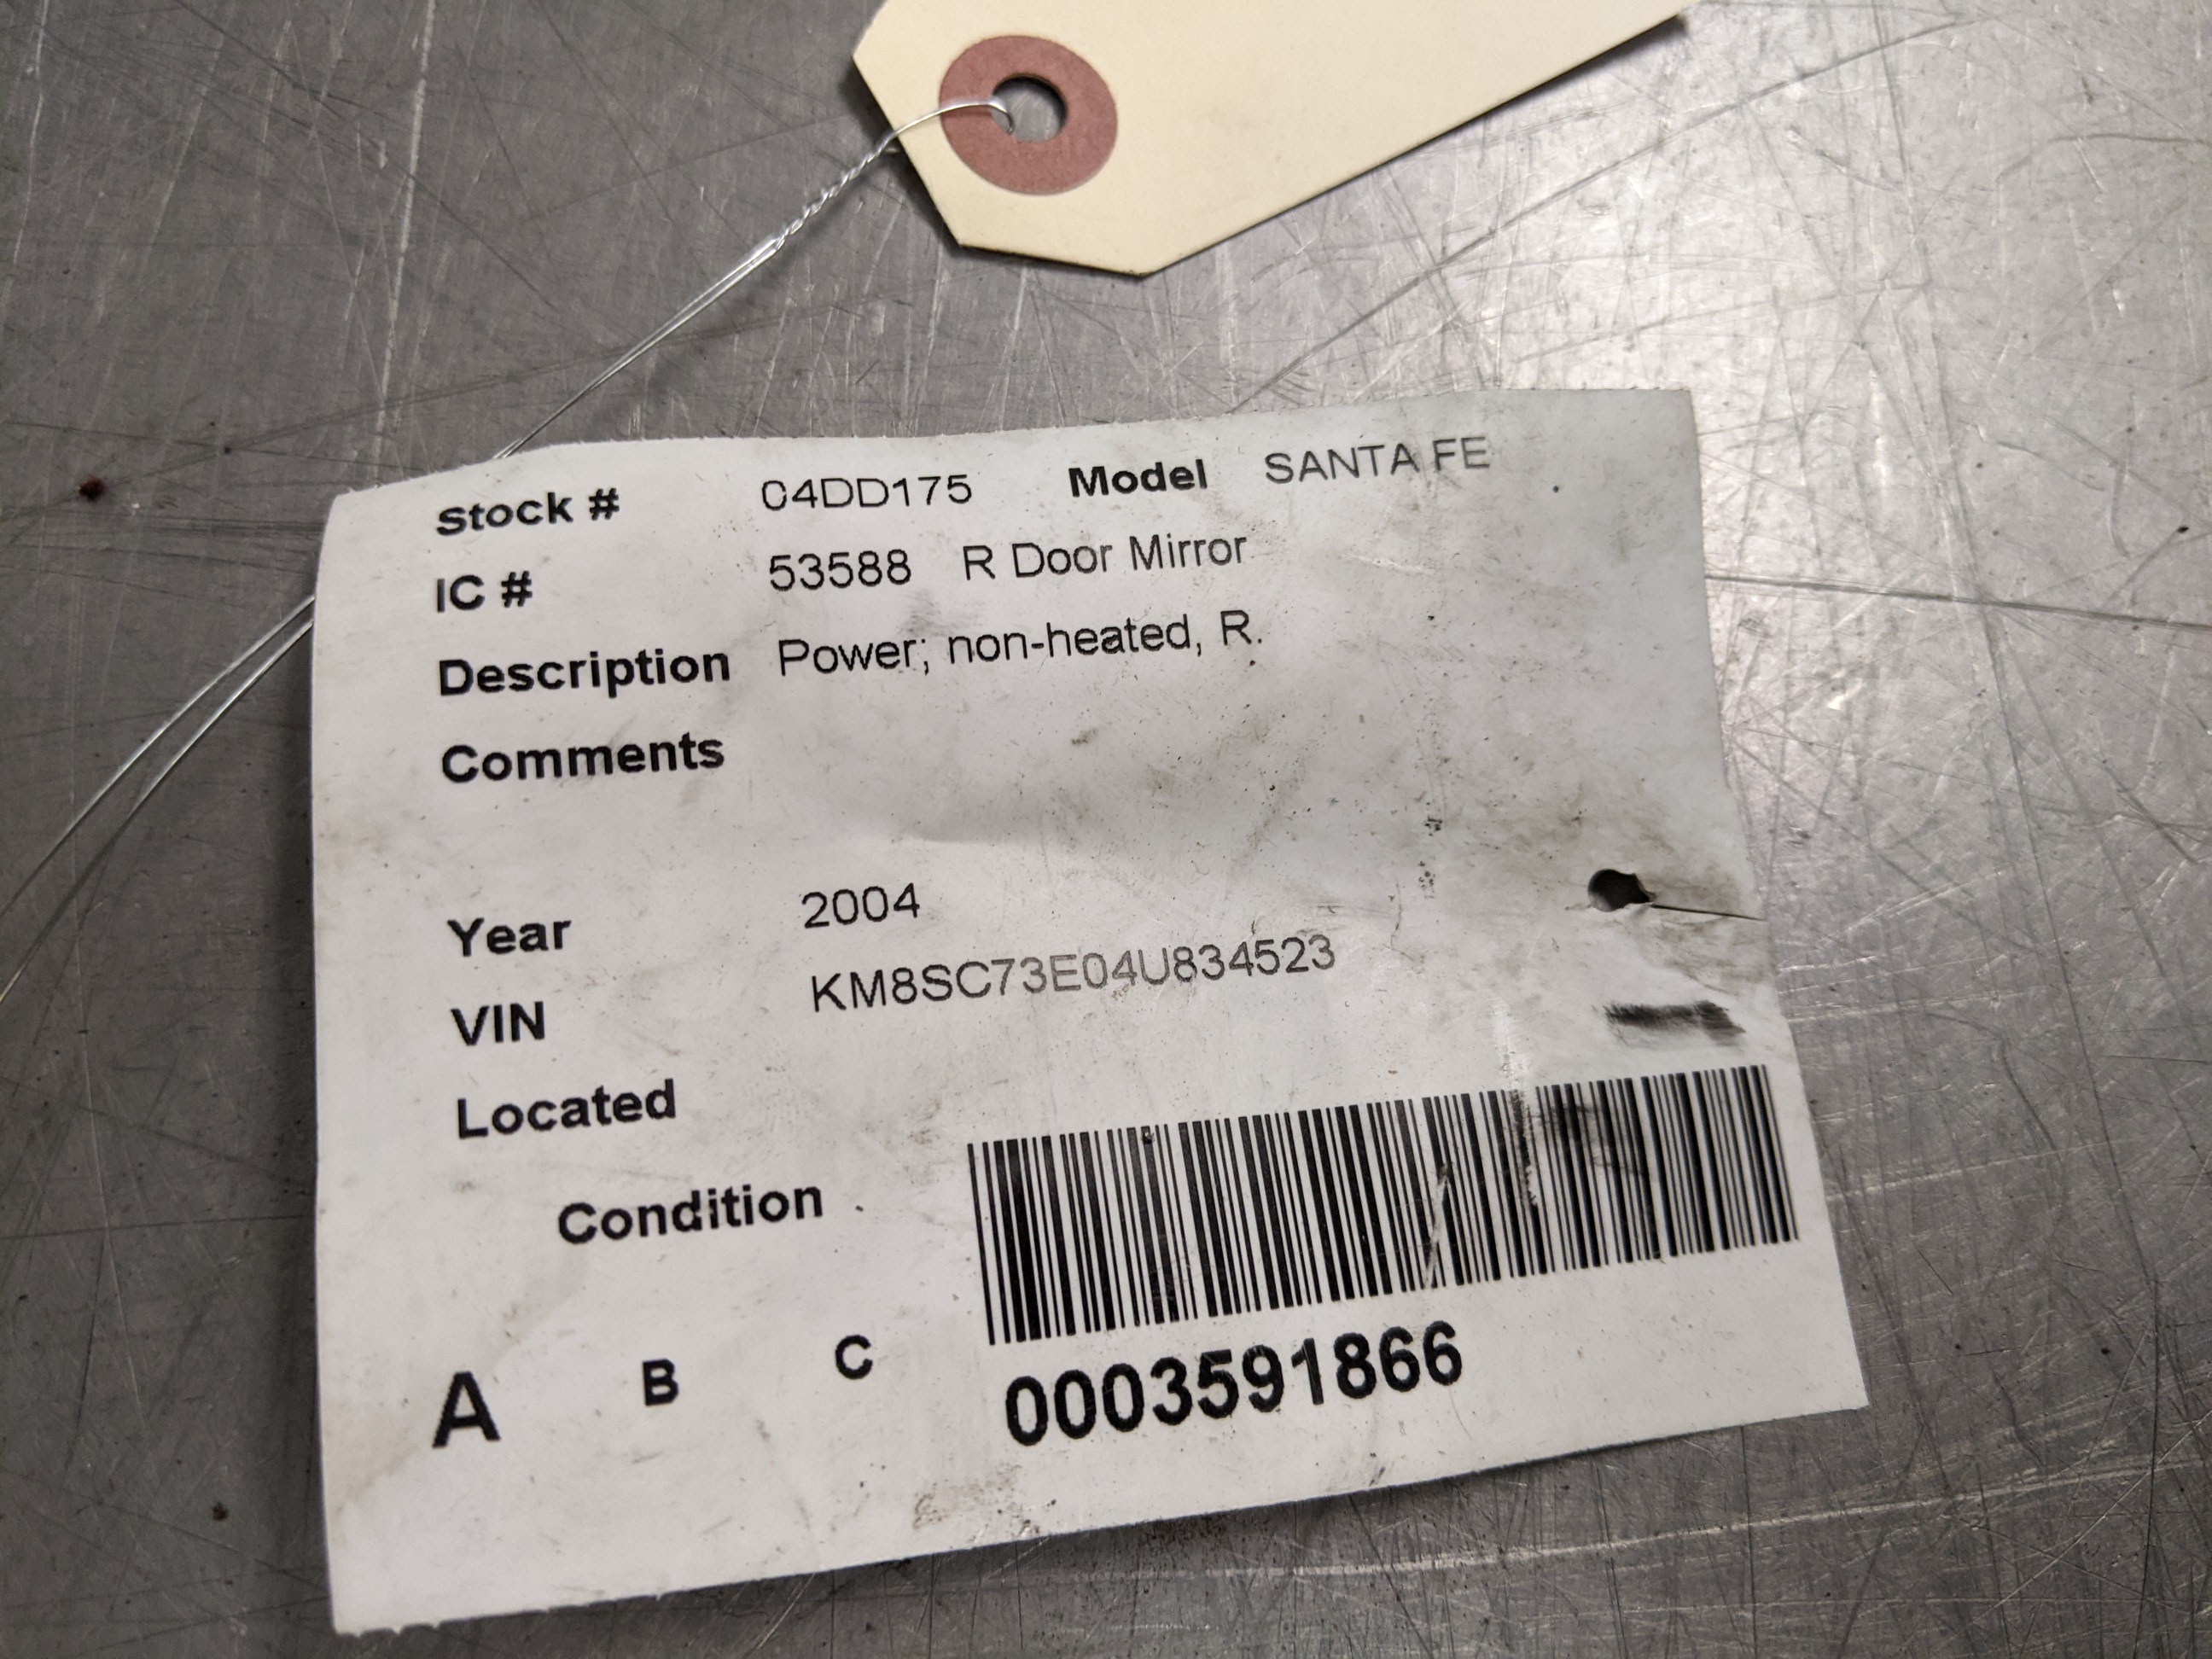 Stock # 04DD175 Model SANTA FE
IC # 53588 R Door Mirror
Description Power; non-heated, R.
Comments
Year 2004
VIN KM8SC73E04U834523
Located
Condition
A B C 0003591866